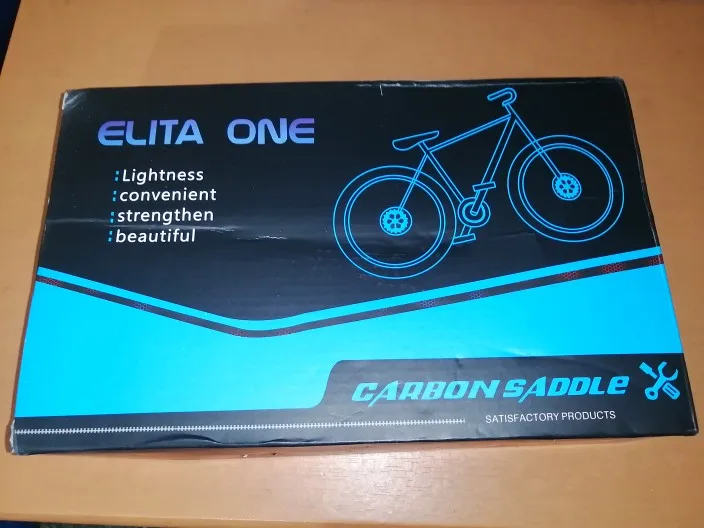 ELITA ONE
:Lightness
:convenient
:strengthen
:beautiful
CARBON SADDLE
SATISFACTORY PRODUCTS